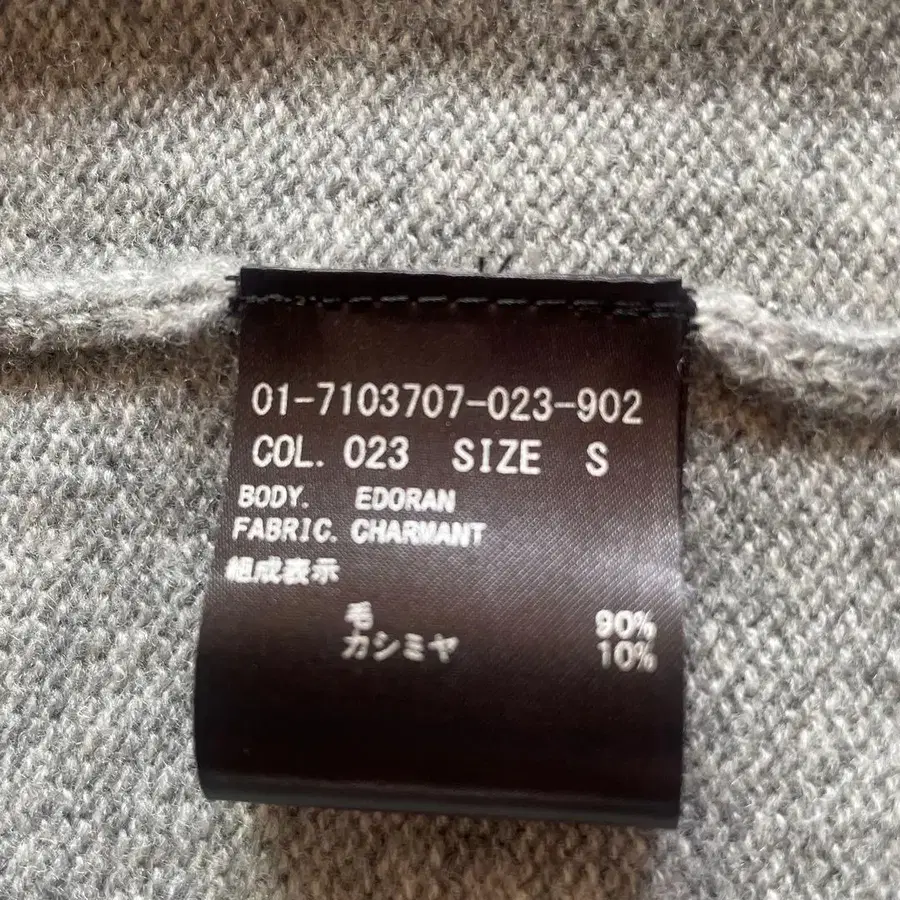 01-7103707-023-902
COL. 023 SIZE S
BODY. EDORAN
FABRIC. CHARMANT
組成表示
毛 90%
カシミヤ 10%